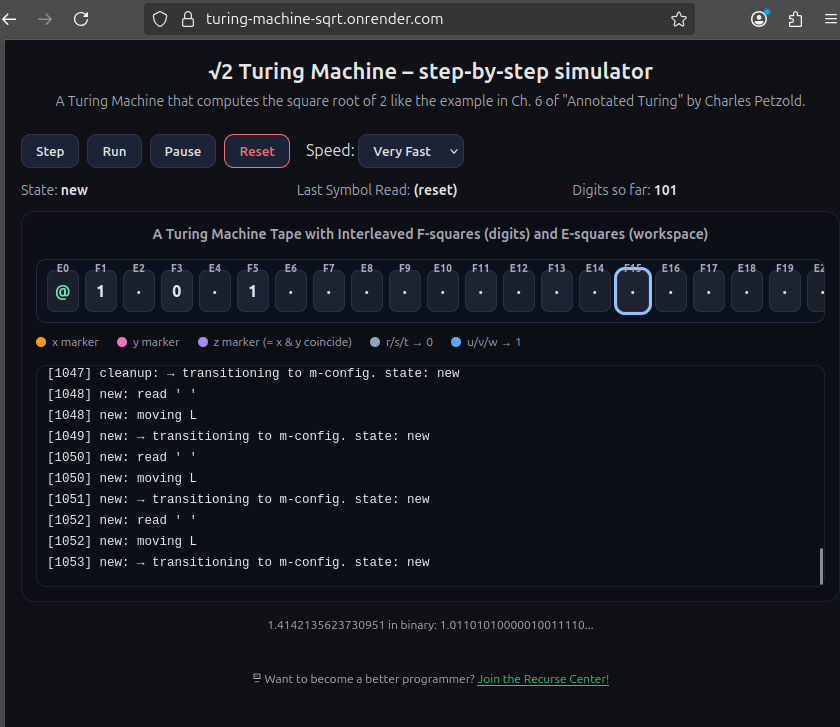 turing-machine-sqrt.onrender.com
√2 Turing Machine – step-by-step simulator
A Turing Machine that computes the square root of 2 like the example in Ch. 6 of "Annotated Turing" by Charles Petzold.
Step Run Pause Reset Speed: Very Fast
State: new Last Symbol Read: (reset) Digits so far: 101
A Turing Machine Tape with Interleaved F-squares (digits) and E-squares (workspace)
E0 F1 E2 F3 E4 F5 E6 F7 E8 F9 E10 F11 E12 F13 E14 F15 E16 F17 E18 F19
@ 1 · 0 · 1 · · · · · · · · · · · · · · ·
x marker y marker z marker (= x & y coincide) r/s/t → 0 u/v/w → 1
[1047] cleanup: → transitioning to m-config. state: new
[1048] new: read ' '
[1048] new: moving L
[1049] new: → transitioning to m-config. state: new
[1050] new: read ' '
[1050] new: moving L
[1051] new: → transitioning to m-config. state: new
[1052] new: read ' '
[1052] new: moving L
[1053] new: → transitioning to m-config. state: new
1.4142135623730951 in binary: 1.01101010000010011110...
Want to become a better programmer? Join the Recurse Center!